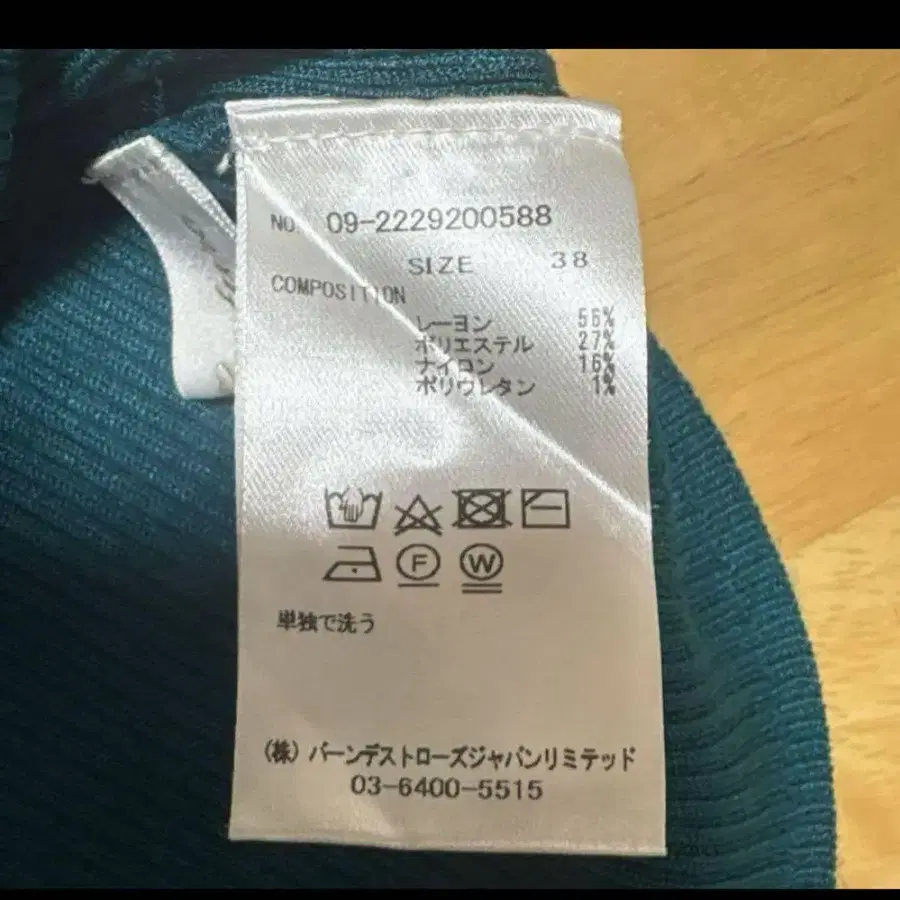 NO. 09-2229200588
SIZE 38
COMPOSITION
レーヨン 56%
ポリエステル 27%
ナイロン 16%
ポリウレタン 1%
F W
単独で洗う
(株) バーンデストローズジャパンリミテッド
03-6400-5515